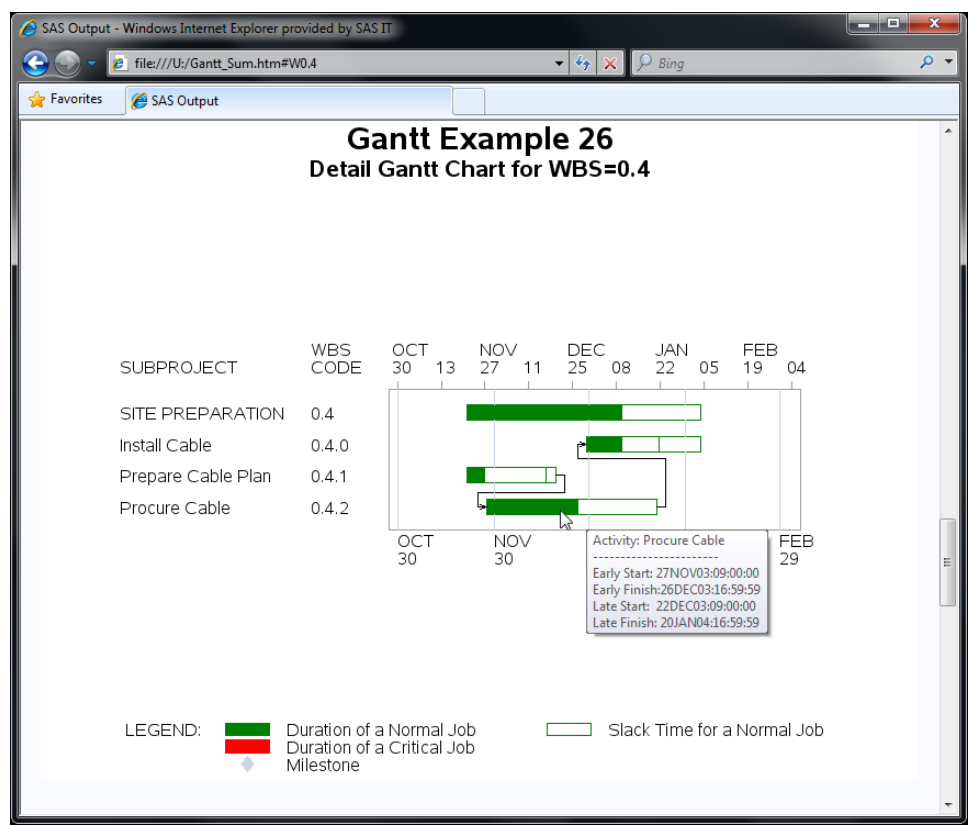 SAS Output - Windows Internet Explorer provided by SAS IT
file:///U:/Gantt_Sum.htm#W0.4
Bing
Favorites
SAS Output
Gantt Example 26
Detail Gantt Chart for WBS=0.4
WBS OCT NOV DEC JAN FEB
SUBPROJECT CODE 30 13 27 11 25 08 22 05 19 04
SITE PREPARATION 0.4
Install Cable 0.4.0
Prepare Cable Plan 0.4.1
Procure Cable 0.4.2
OCT NOV FEB
30 30 29
Activity: Procure Cable
-----------------------
Early Start: 27NOV03:09:00:00
Early Finish:26DEC03:16:59:59
Late Start: 22DEC03:09:00:00
Late Finish: 20JAN04:16:59:59
LEGEND: Duration of a Normal Job Slack Time for a Normal Job
Duration of a Critical Job
Milestone